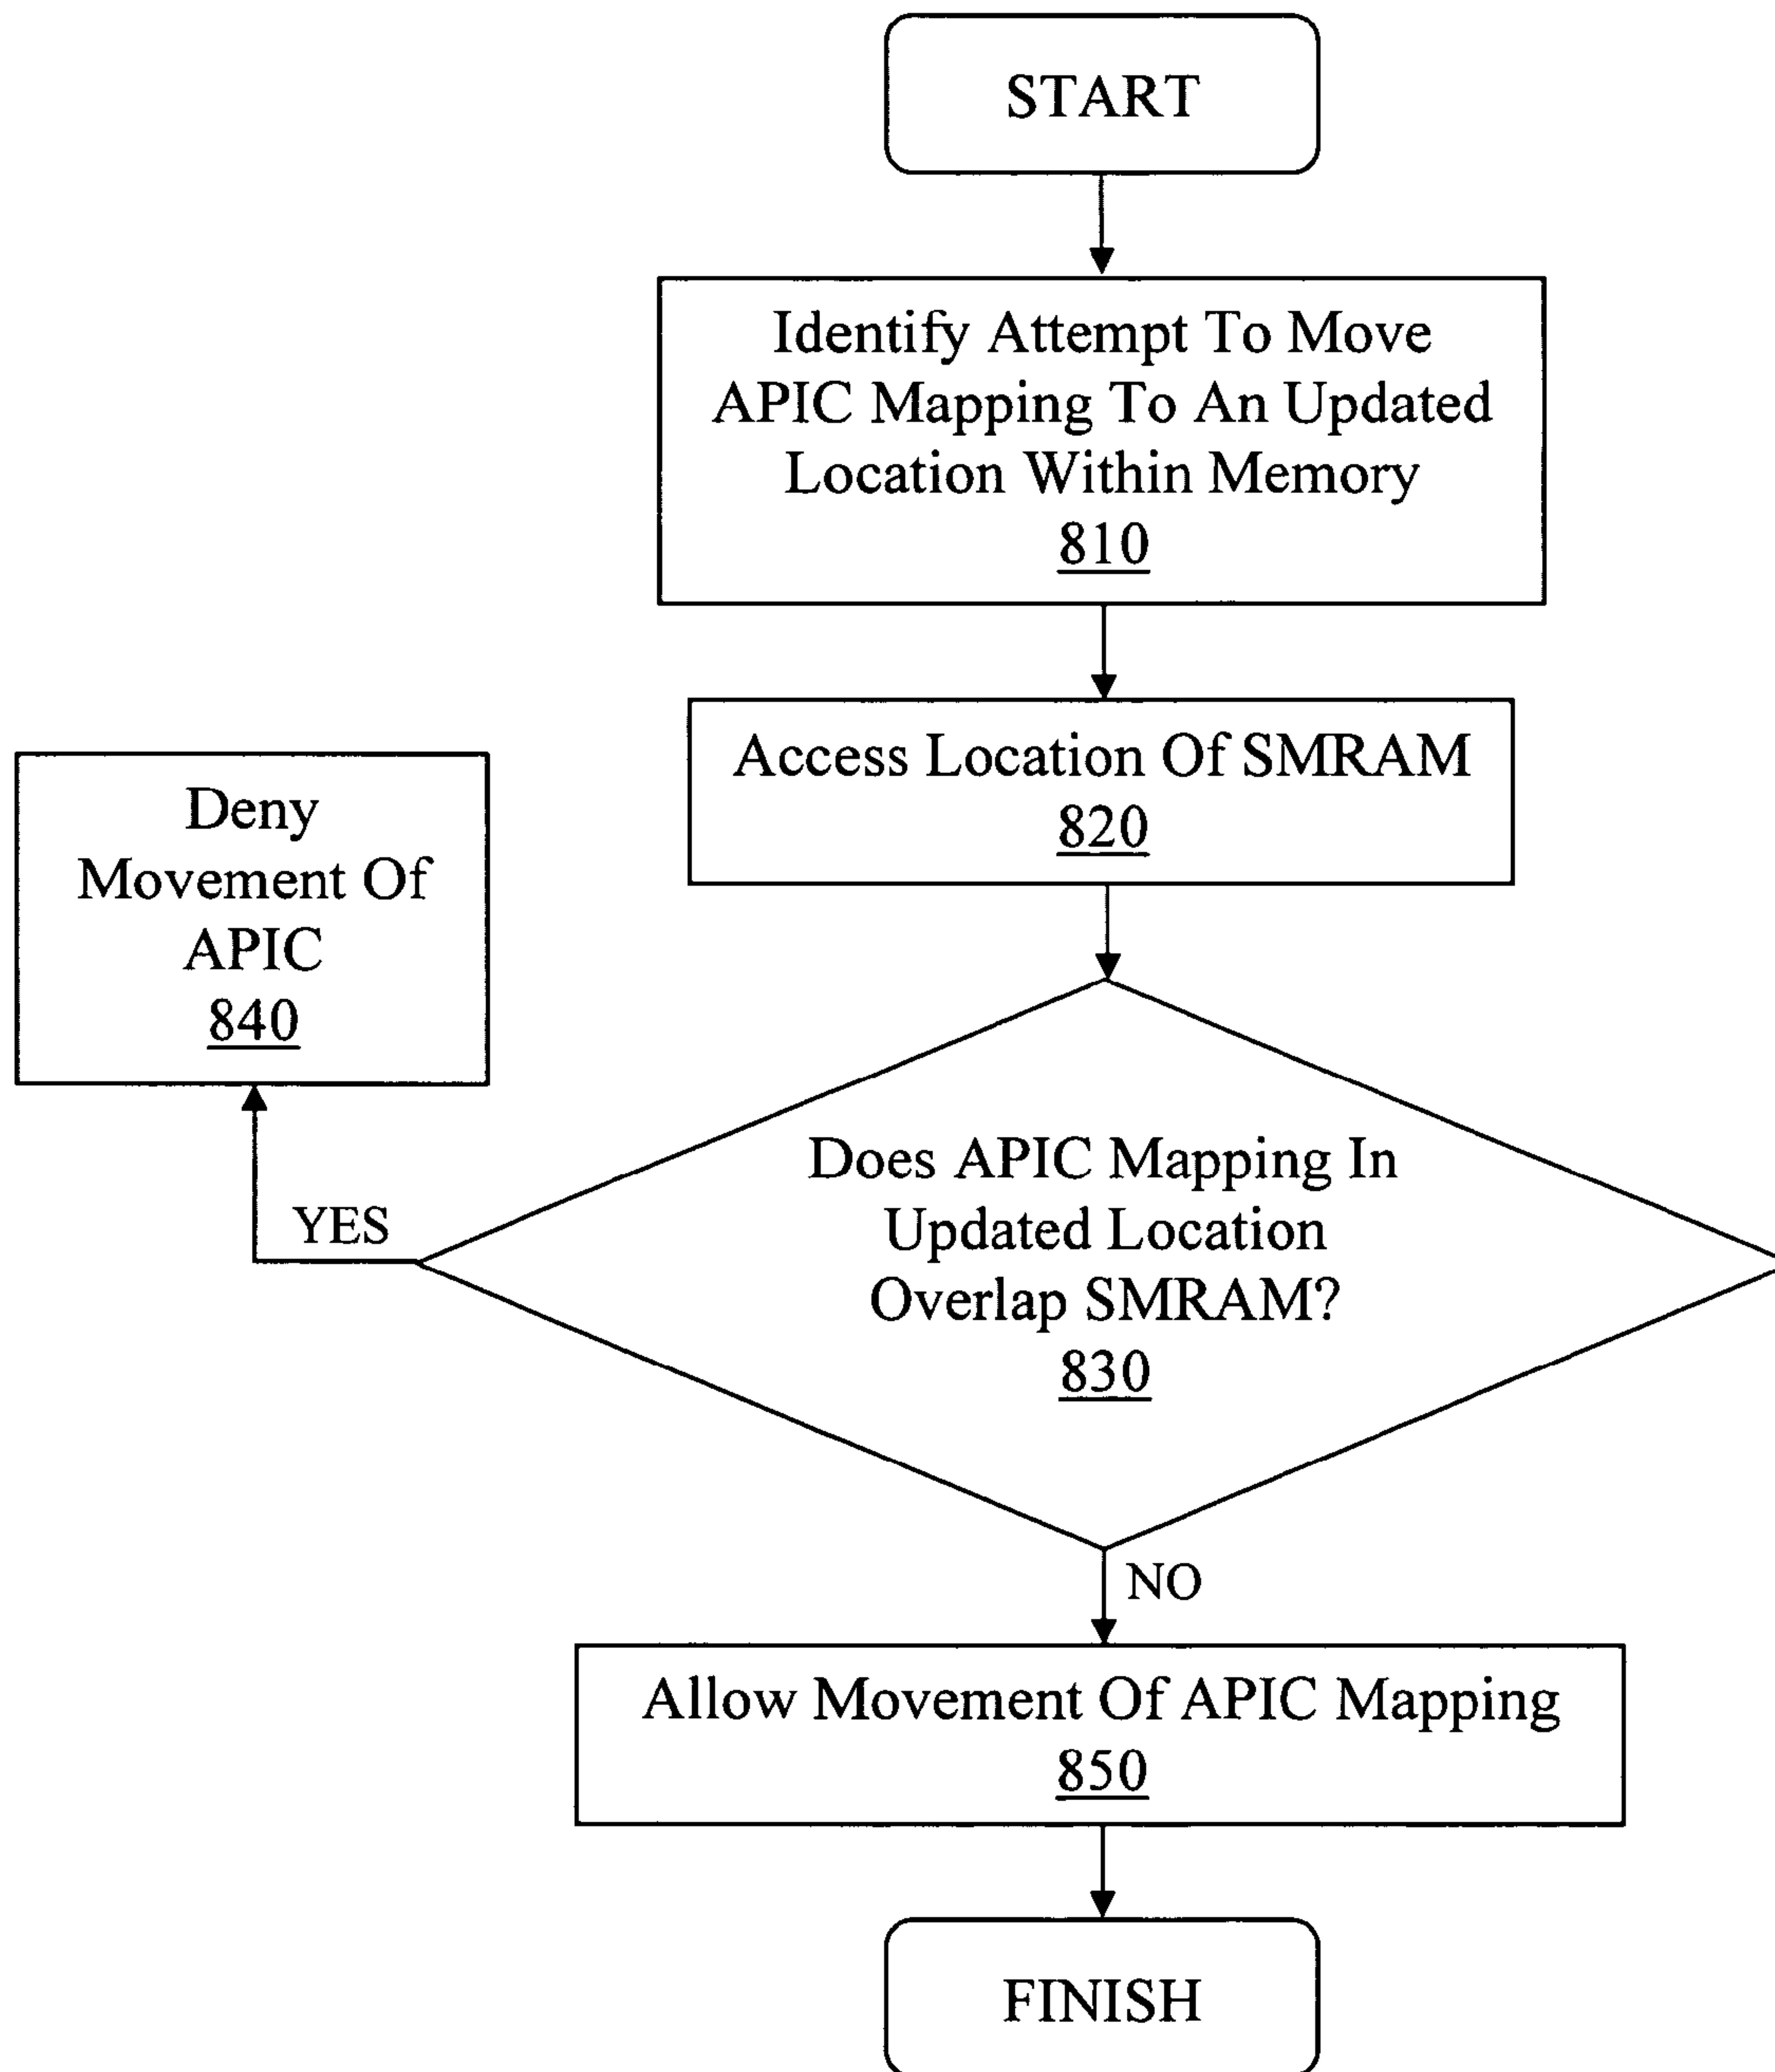 START
Identify Attempt To Move
APIC Mapping To An Updated
Location Within Memory
810
Access Location Of SMRAM
820
Deny
Movement Of
APIC
840
Does APIC Mapping In
Updated Location
Overlap SMRAM?
830
YES
NO
Allow Movement Of APIC Mapping
850
FINISH